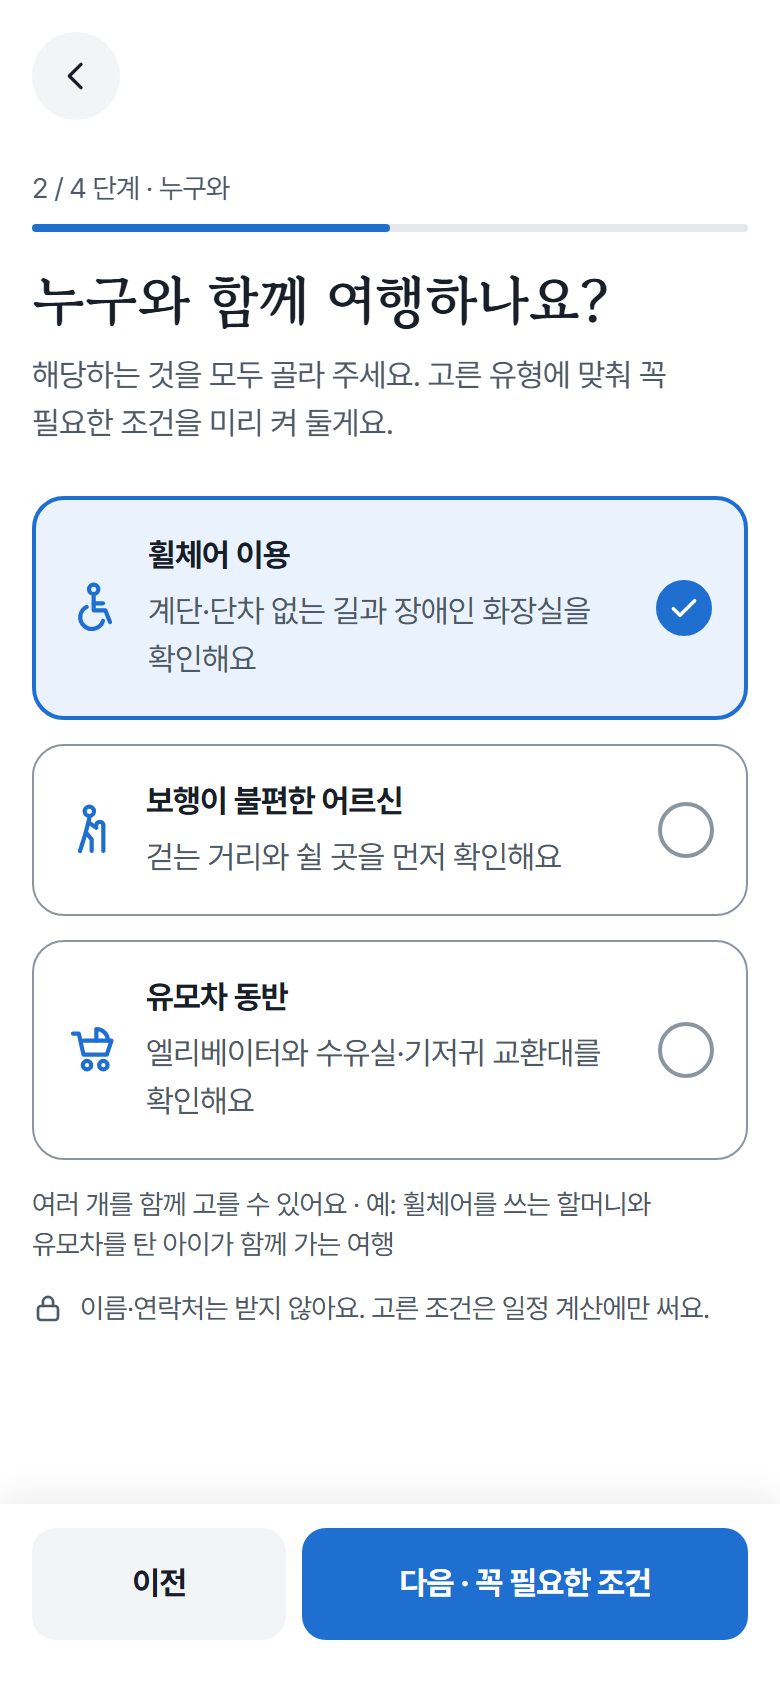 2 / 4 단계 · 누구와
누구와 함께 여행하나요?
해당하는 것을 모두 골라 주세요. 고른 유형에 맞춰 꼭
필요한 조건을 미리 켜 둘게요.
휠체어 이용
계단·단차 없는 길과 장애인 화장실을
확인해요
보행이 불편한 어르신
걷는 거리와 쉴 곳을 먼저 확인해요
유모차 동반
엘리베이터와 수유실·기저귀 교환대를
확인해요
여러 개를 함께 고를 수 있어요 · 예: 휠체어를 쓰는 할머니와
유모차를 탄 아이가 함께 가는 여행
이름·연락처는 받지 않아요. 고른 조건은 일정 계산에만 써요.
이전
다음 · 꼭 필요한 조건